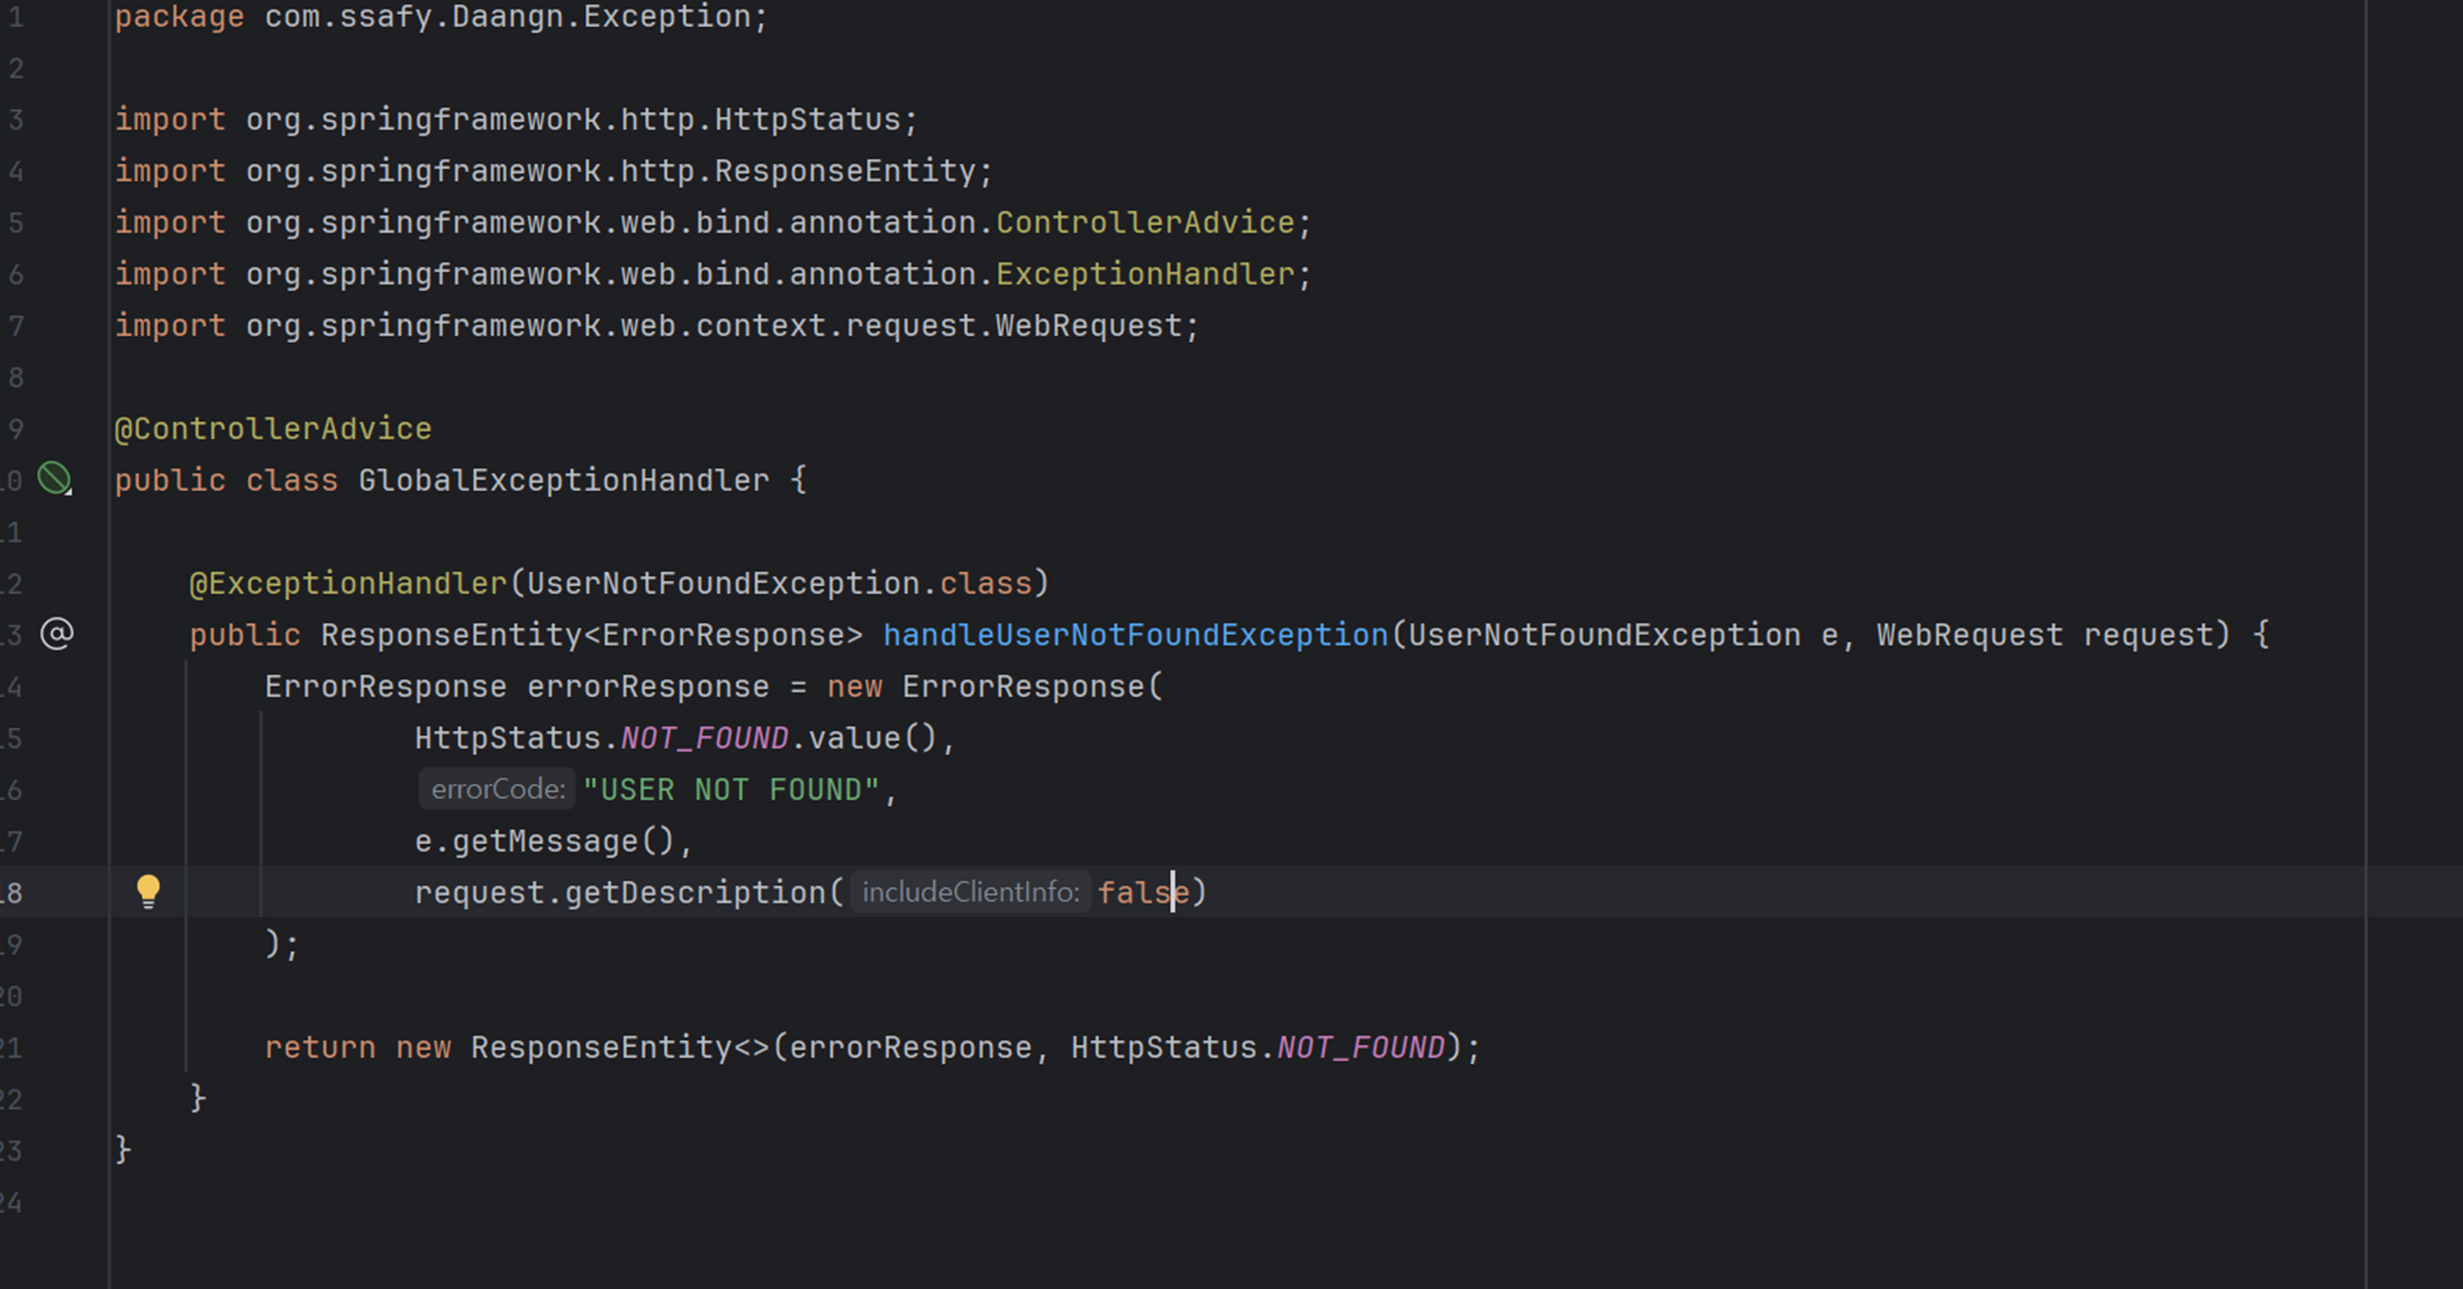 1 package com.ssafy.Daangn.Exception;
2
3 import org.springframework.http.HttpStatus;
4 import org.springframework.http.ResponseEntity;
5 import org.springframework.web.bind.annotation.ControllerAdvice;
6 import org.springframework.web.bind.annotation.ExceptionHandler;
7 import org.springframework.web.context.request.WebRequest;
8
9 @ControllerAdvice
10 public class GlobalExceptionHandler {
11
12 @ExceptionHandler(UserNotFoundException.class)
13 public ResponseEntity<ErrorResponse> handleUserNotFoundException(UserNotFoundException e, WebRequest request) {
14 ErrorResponse errorResponse = new ErrorResponse(
15 HttpStatus.NOT_FOUND.value(),
16 errorCode: "USER NOT FOUND",
17 e.getMessage(),
18 request.getDescription( includeClientInfo: false)
19 );
20
21 return new ResponseEntity<>(errorResponse, HttpStatus.NOT_FOUND);
22 }
23 }
24